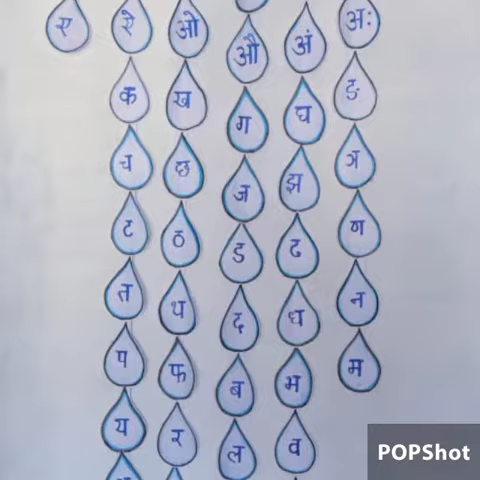 ए ऐ ओ औ अं अः
क ख ग घ ङ
च छ ज झ ञ
ट ठ ड ढ ण
त थ द ध न
प फ ब भ म
य र ल व
POPShot